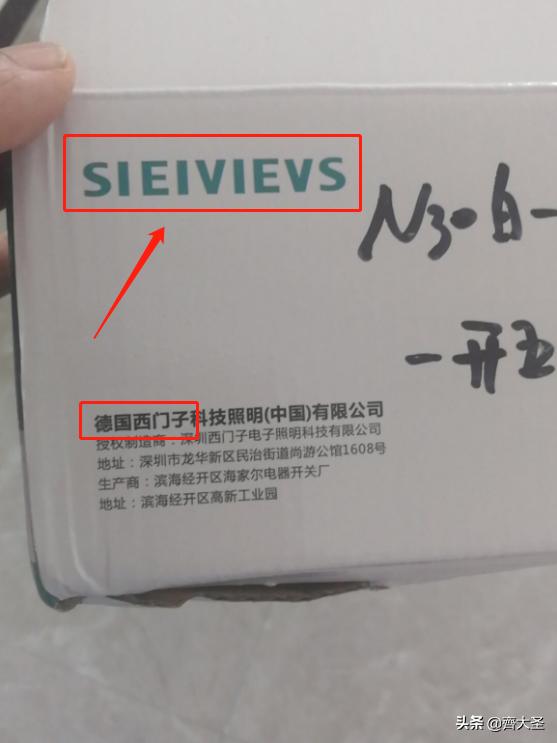 SIEIVIEVS
N30白一
一开五
德国西门子科技照明(中国)有限公司
授权制造商：深圳西门子电子照明科技有限公司
地址：深圳市龙华新区民治街道尚游公馆1608号
生产商：滨海经开区海家尔电器开关厂
地址：滨海经开区高新工业园
头条 @齊大圣